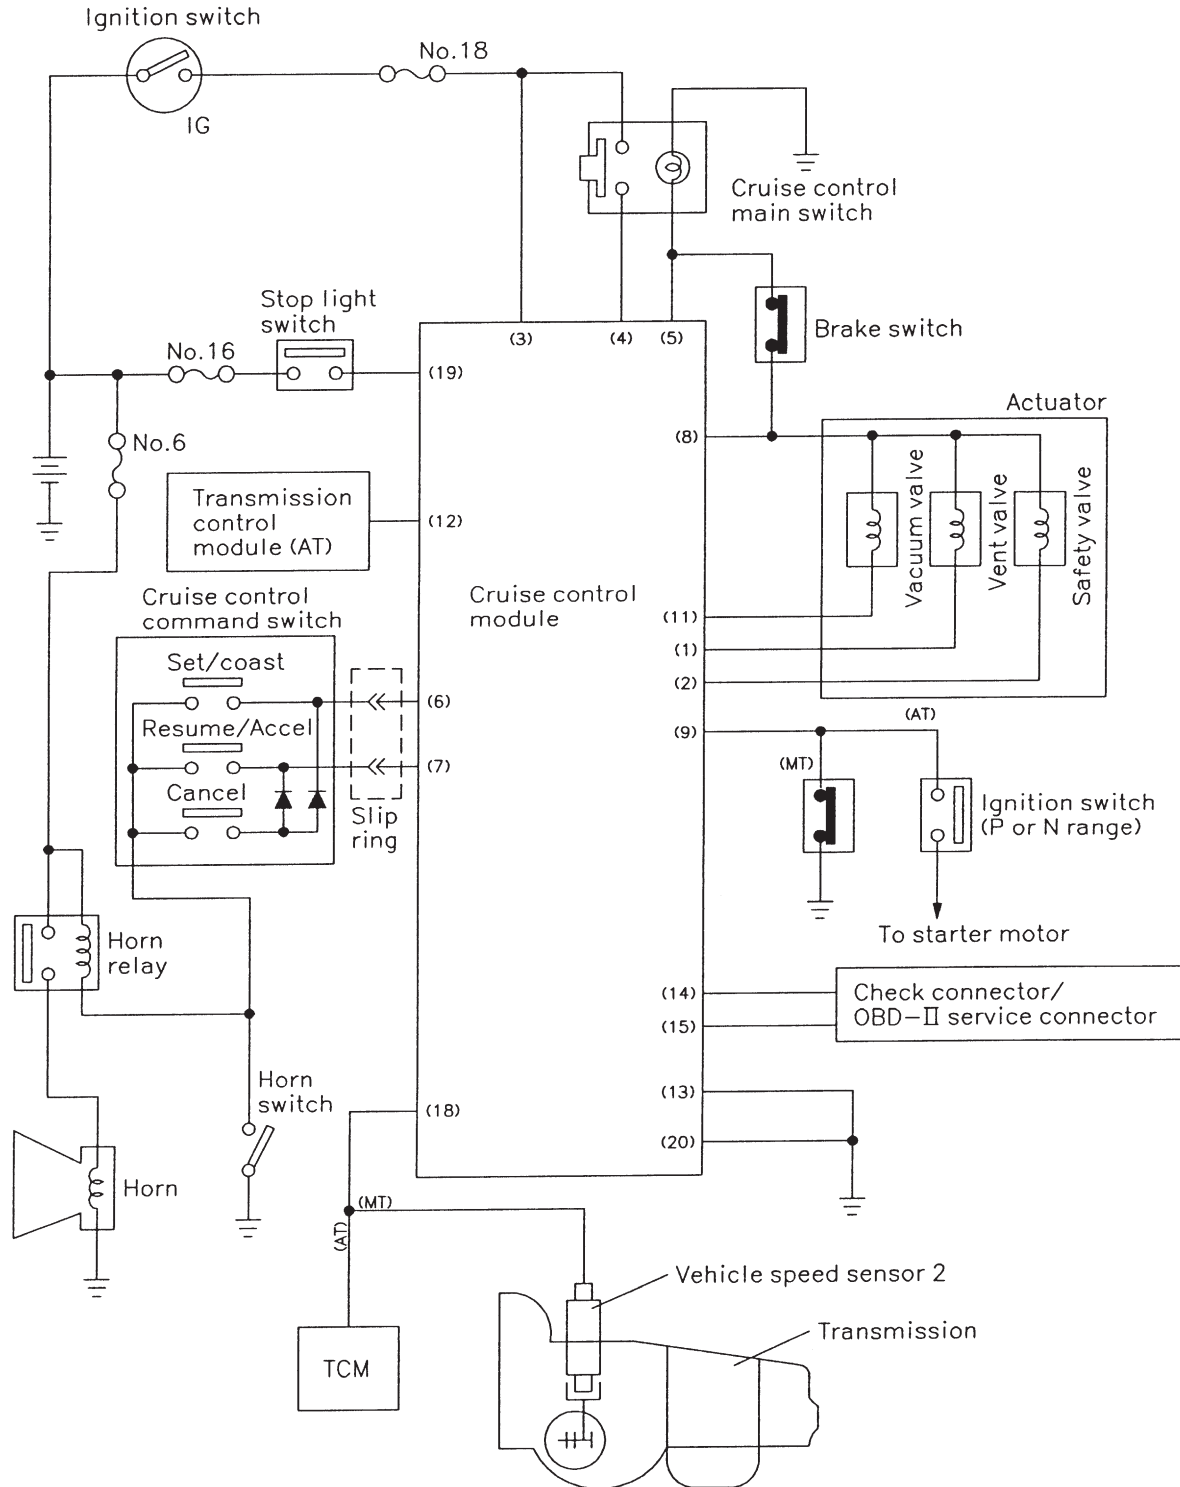 Ignition switch
No.18
IG
Cruise control
main switch
Stop light
switch
(3)
(4)
(5)
Brake switch
No.16
(19)
Actuator
(8)
No.6
Vacuum valve
Vent valve
Safety valve
Transmission
control
module (AT)
(12)
Cruise control
command switch
Cruise control
module
(11)
(1)
(2)
Set/coast
(6)
Resume/Accel
(7)
Cancel
Slip
ring
(9)
(AT)
(MT)
Ignition switch
(P or N range)
To starter motor
Horn
relay
(14)
Check connector/
OBD-II service connector
(15)
Horn
switch
(13)
(18)
(20)
Horn
(MT)
(AT)
Vehicle speed sensor 2
Transmission
TCM